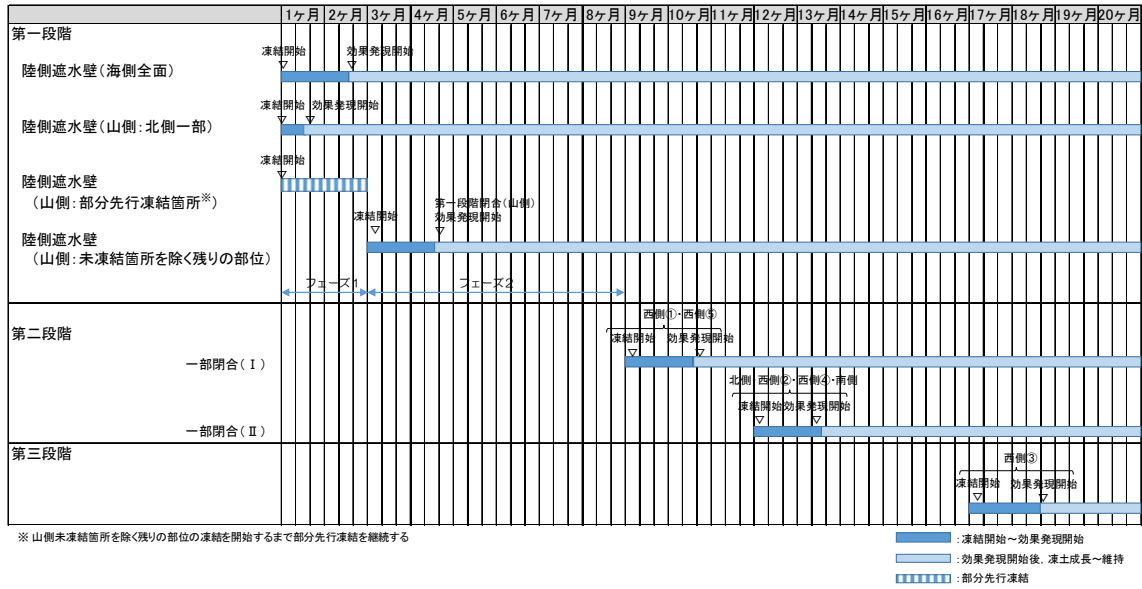 1ヶ月 2ヶ月 3ヶ月 4ヶ月 5ヶ月 6ヶ月 7ヶ月 8ヶ月 9ヶ月 10ヶ月 11ヶ月 12ヶ月 13ヶ月 14ヶ月 15ヶ月 16ヶ月 17ヶ月 18ヶ月 19ヶ月 20ヶ月
第一段階
凍結開始 効果発現開始
陸側遮水壁(海側全面)
凍結開始 効果発現開始
陸側遮水壁(山側:北側一部)
凍結開始
陸側遮水壁
(山側:部分先行凍結箇所※)
第一段階閉合(山側)
凍結開始 効果発現開始
陸側遮水壁
(山側:未凍結箇所を除く残りの部位)
フェーズ1 フェーズ2
西側①・西側⑤
第二段階
凍結開始 効果発現開始
一部閉合(Ⅰ)
北側・西側②・西側④・南側
凍結開始 効果発現開始
一部閉合(Ⅱ)
第三段階
西側③
凍結開始 効果発現開始
※ 山側未凍結箇所を除く残りの部位の凍結を開始するまで部分先行凍結を継続する
:凍結開始~効果発現開始
:効果発現開始後,凍土成長~維持
:部分先行凍結